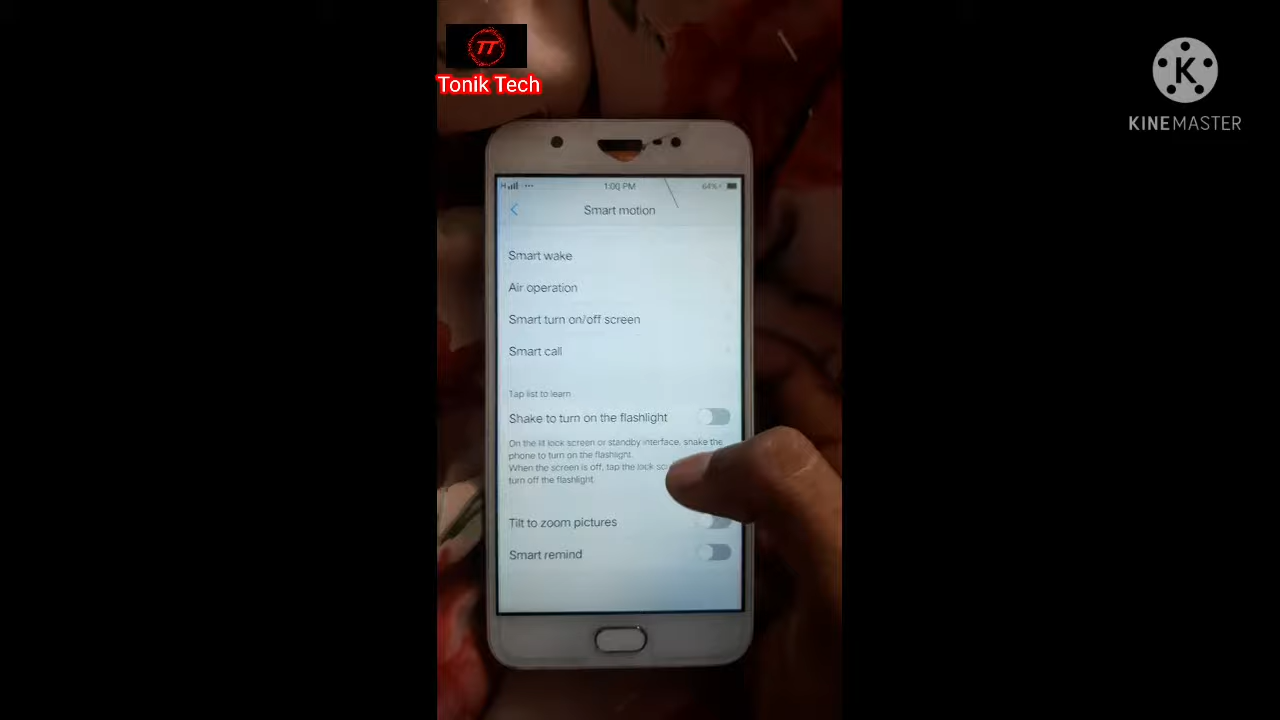 TT
Tonik Tech
K
KINEMASTER
H
1:00 PM
64%
Smart motion
Smart wake
Air operation
Smart turn on/off screen
Smart call
Tap list to learn
Shake to turn on the flashlight
On the lit lock screen or standby interface, shake the
phone to turn on the flashlight.
When the screen is off, tap the lock
turn off the flashlight.
Tilt to zoom pictures
Smart remind